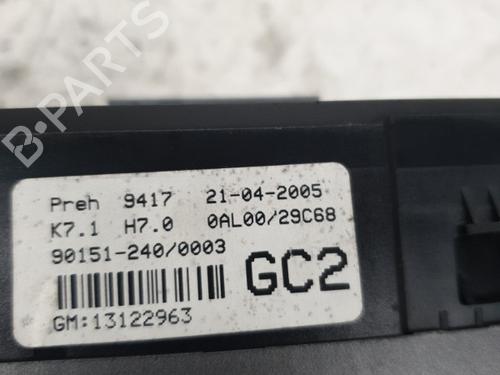 B-PARTS
Preh 9417 21-04-2005
K7.1 H7.0 0AL00/29C68
90151-240/0003
GC2
GM:13122963